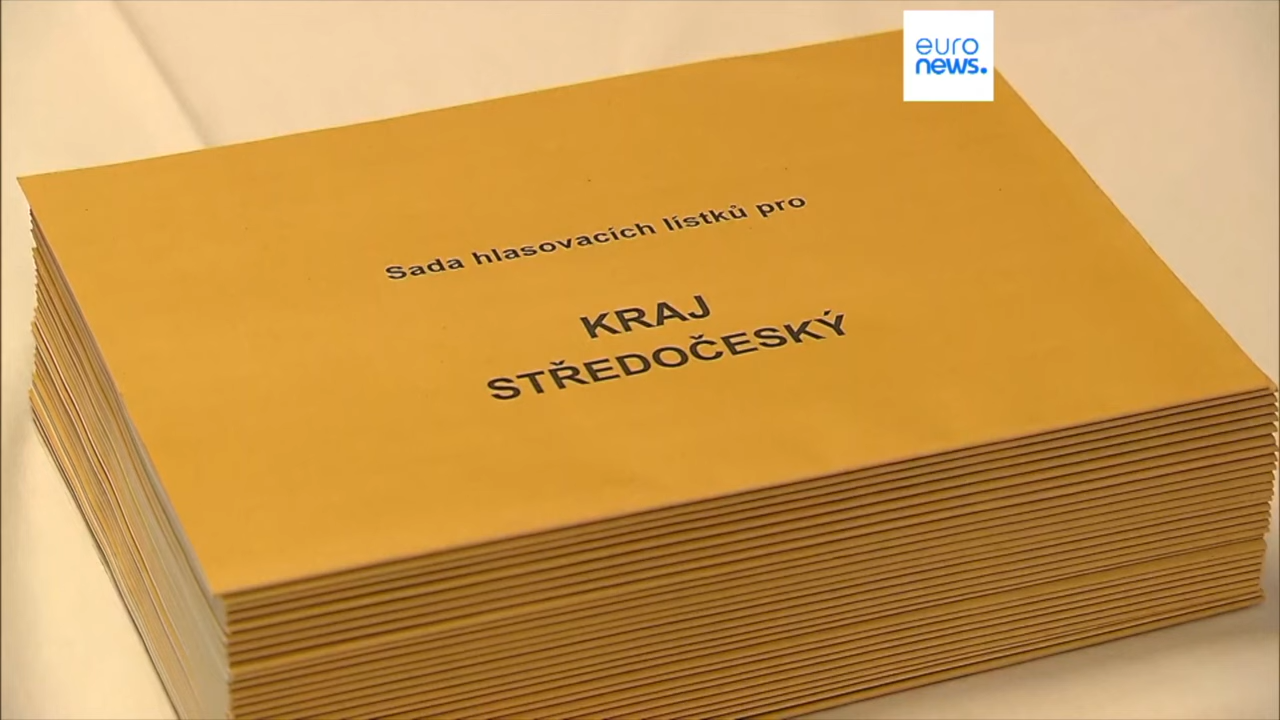 euro
news.
Sada hlasovacích lístků pro
KRAJ
STŘEDOČESKÝ